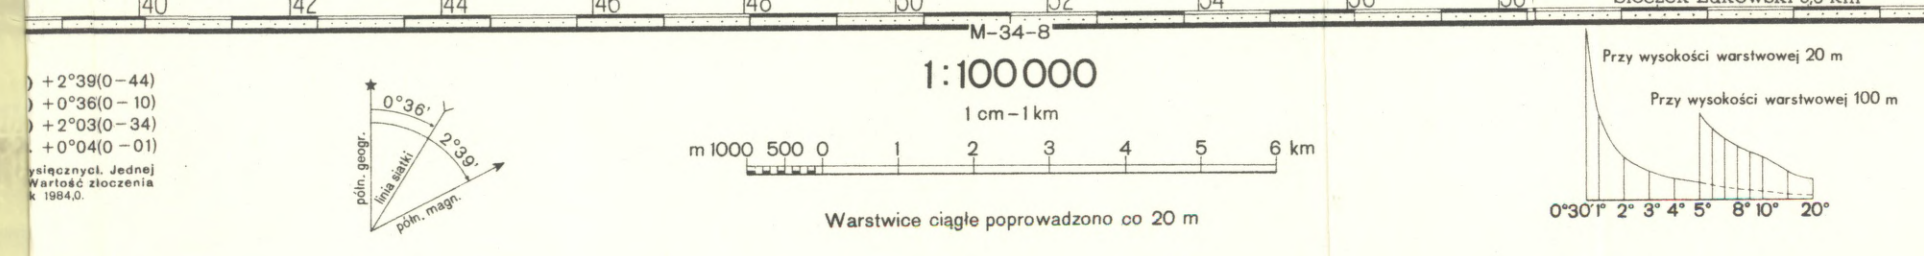 40 42 44 46 48 50 52 54
M-34-8
1:100 000
1 cm – 1 km
m 1000 500 0 1 2 3 4 5 6 km
Warstwice ciągłe poprowadzono co 20 m
+2°39(0-44)
+0°36(0-10)
+2°03(0-34)
+0°04(0-01)
Jednej
Wartość złoczenia
k 1984,0.
0°36'
2°39'
półn. geogr.
linia siatki
półn. magn.
Przy wysokości warstwowej 20 m
Przy wysokości warstwowej 100 m
0°30' 1° 2° 3° 4° 5° 8° 10° 20°